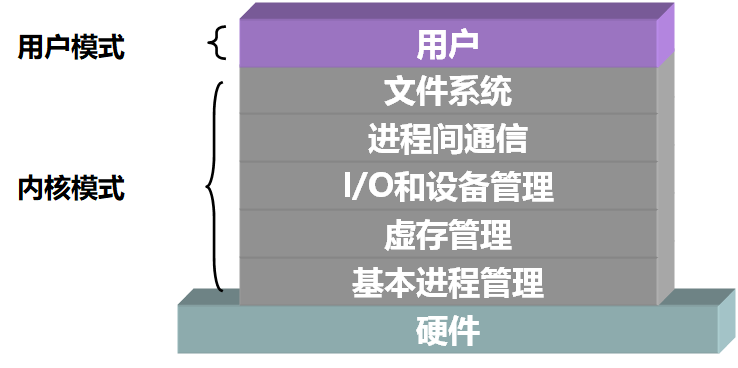 用户模式
用户
文件系统
进程间通信
内核模式
I/O和设备管理
虚存管理
基本进程管理
硬件